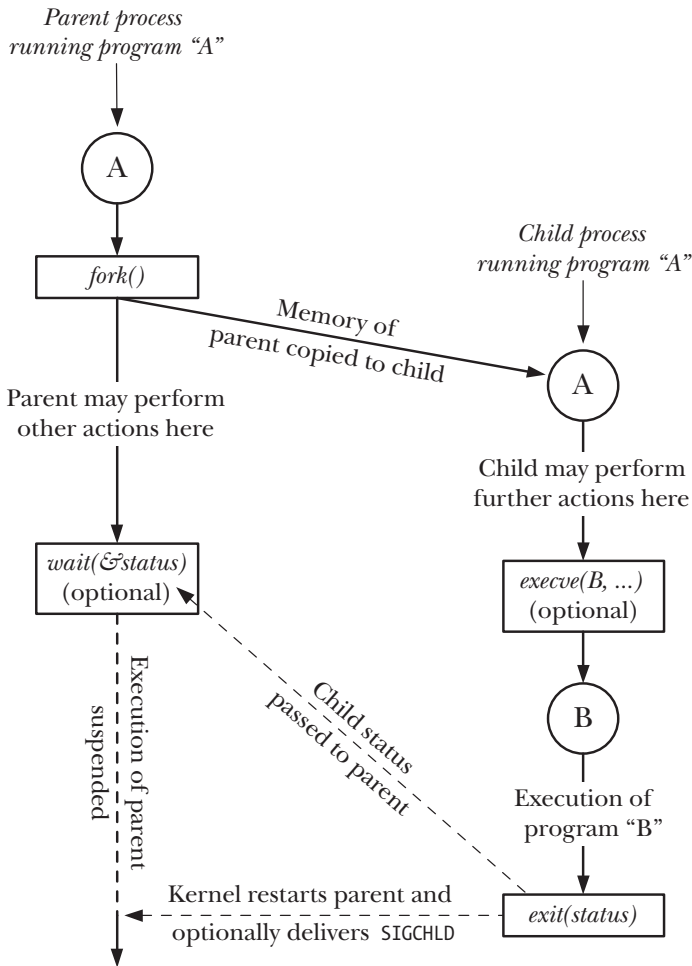 Parent process
running program “A”
A
fork()
Memory of
parent copied to child
Child process
running program “A”
A
Parent may perform
other actions here
Child may perform
further actions here
wait(&status)
(optional)
execve(B, ...)
(optional)
B
Execution of parent
suspended
Child status
passed to parent
Execution of
program “B”
Kernel restarts parent and
optionally delivers SIGCHLD
exit(status)